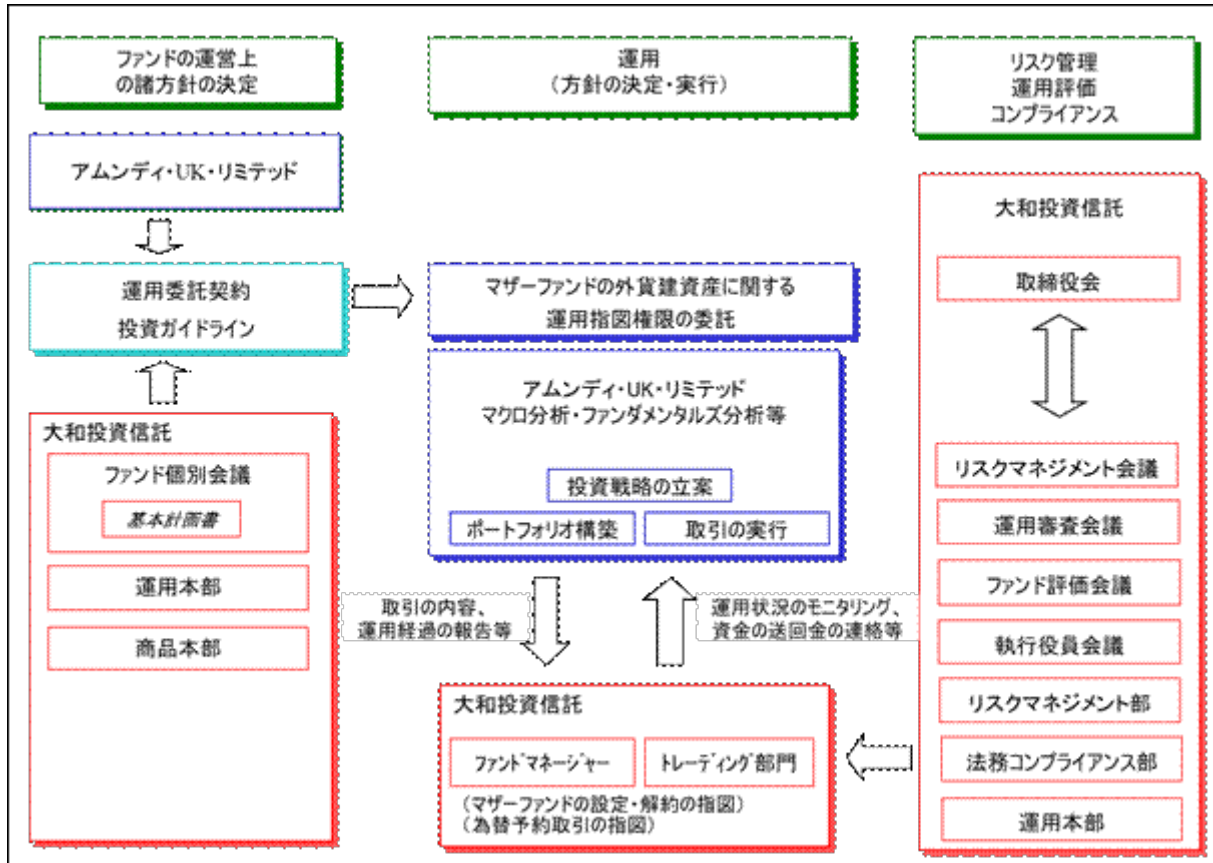 ファンドの運営上
の諸方針の決定
運用
(方針の決定・実行)
リスク管理
運用評価
コンプライアンス
アムンディ・UK・リミテッド
運用委託契約
投資ガイドライン
マザーファンドの外貨建資産に関する
運用指図権限の委託
アムンディ・UK・リミテッド
マクロ分析・ファンダメンタルズ分析等
投資戦略の立案
ポートフォリオ構築
取引の実行
大和投資信託
ファンド個別会議
基本計画書
運用本部
商品本部
取引の内容、
運用経過の報告等
運用状況のモニタリング、
資金の送回金の連絡等
大和投資信託
ファンドマネージャー
トレーディング部門
(マザーファンドの設定・解約の指図)
(為替予約取引の指図)
大和投資信託
取締役会
リスクマネジメント会議
運用審査会議
ファンド評価会議
執行役員会議
リスクマネジメント部
法務コンプライアンス部
運用本部